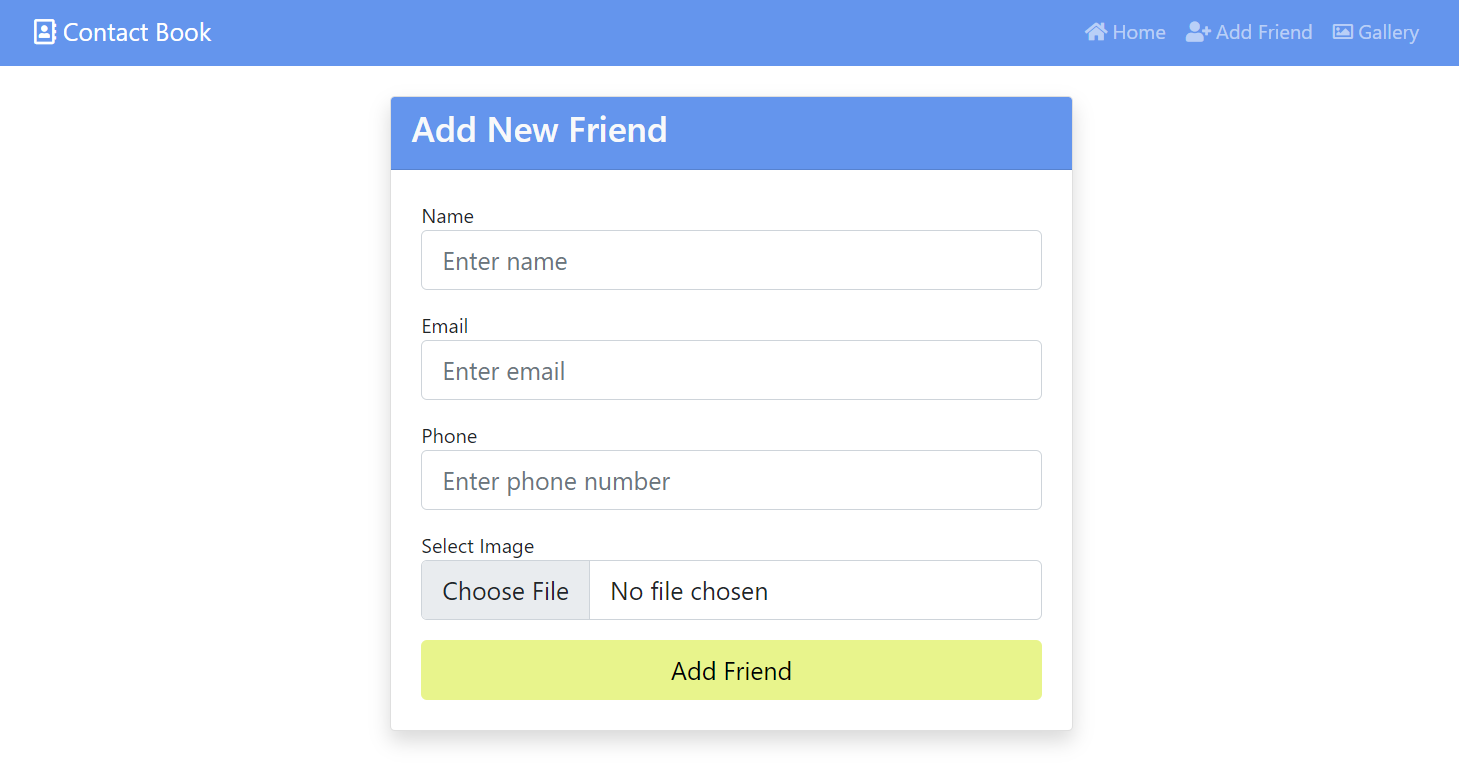 Contact Book Home Add Friend Gallery
Add New Friend
Name
Enter name
Email
Enter email
Phone
Enter phone number
Select Image
Choose File No file chosen
Add Friend